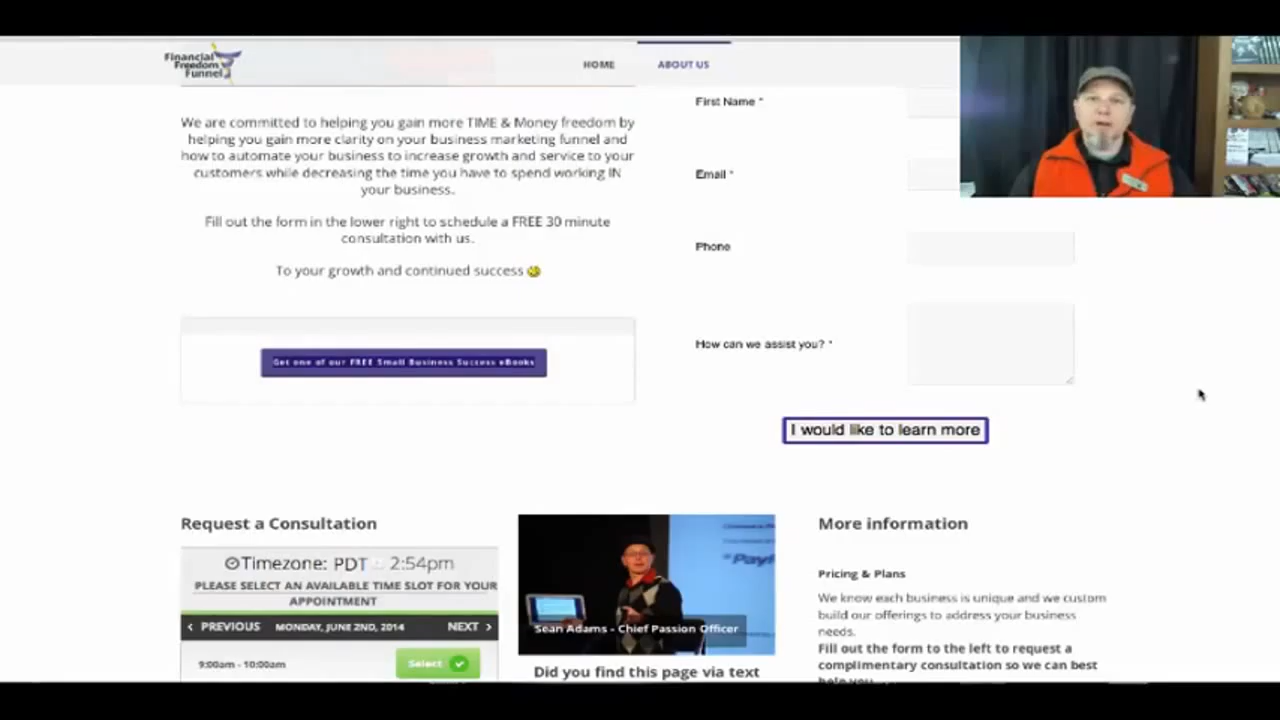 Financial
Freedom
Funnel
HOME
ABOUT US
We are committed to helping you gain more TIME & Money freedom by
helping you gain more clarity on your business marketing funnel and
how to automate your business to increase growth and service to your
customers while decreasing the time you have to spend working IN
your business.
Fill out the form in the lower right to schedule a FREE 30 minute
consultation with us.
To your growth and continued success
Get one of our FREE Small Business Success eBooks
First Name *
Email *
Phone
How can we assist you? *
I would like to learn more
Request a Consultation
Timezone: PDT 2:54pm
PLEASE SELECT AN AVAILABLE TIME SLOT FOR YOUR
APPOINTMENT
PREVIOUS MONDAY, JUNE 2ND, 2014 NEXT
9:00am - 10:00am Select
Sean Adams - Chief Passion Officer
Did you find this page via text
More information
Pricing & Plans
We know each business is unique and we custom
build our offerings to address your business
needs.
Fill out the form to the left to request a
complimentary consultation so we can best
help you